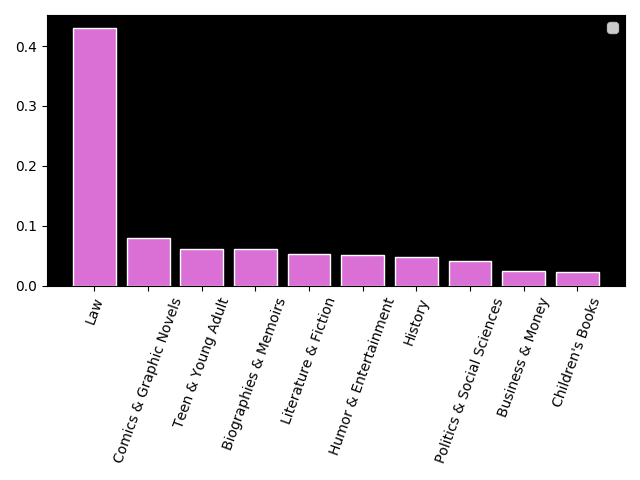 0.4
0.3
0.2
0.1
0.0
Law
Comics & Graphic Novels
Teen & Young Adult
Biographies & Memoirs
Literature & Fiction
Humor & Entertainment
History
Politics & Social Sciences
Business & Money
Children's Books